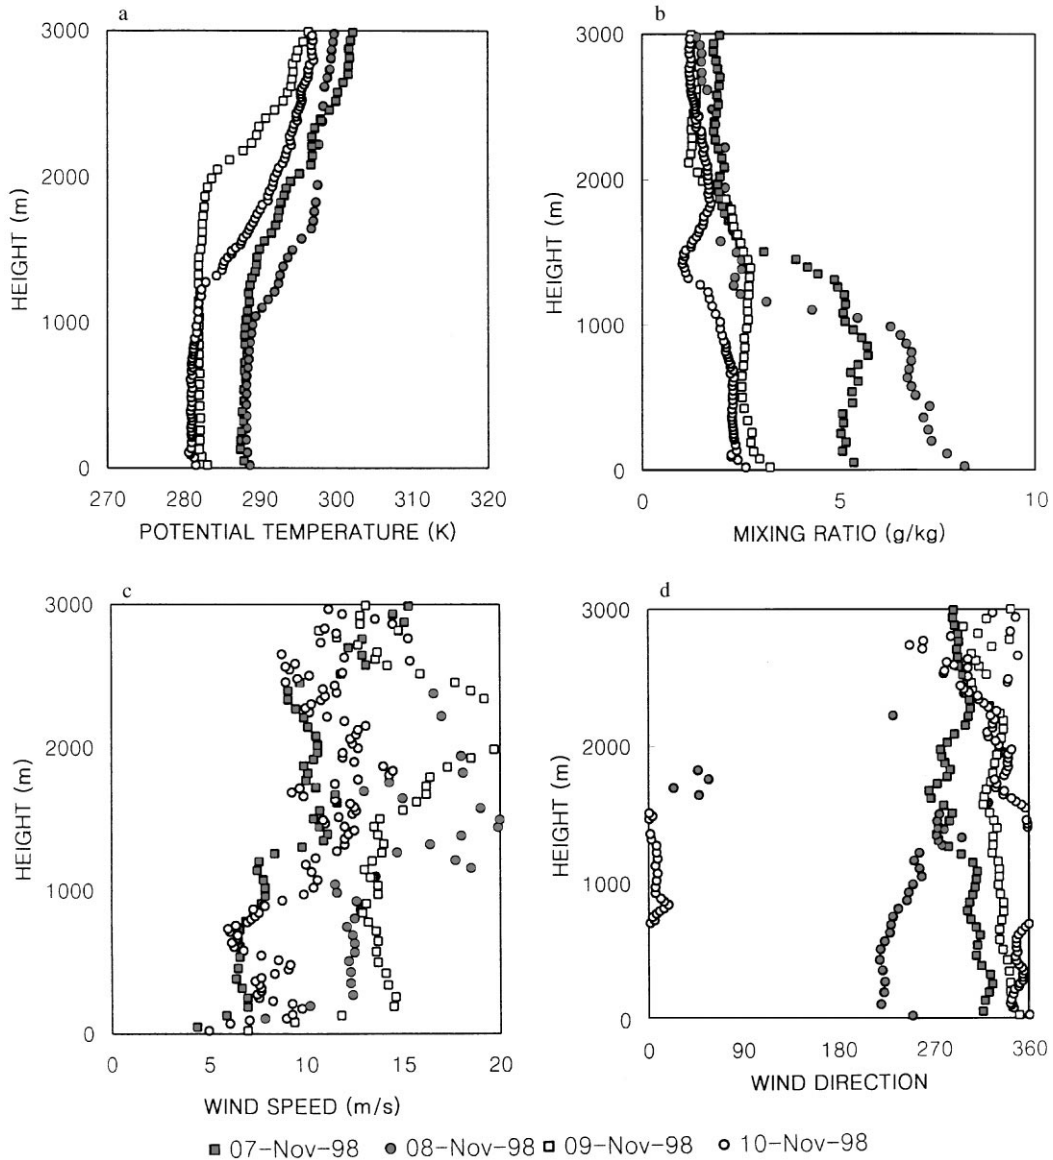 a
3000
2000
1000
0
HEIGHT (m)
270 280 290 300 310 320
POTENTIAL TEMPERATURE (K)
b
3000
2000
1000
0
HEIGHT (m)
0 5 10
MIXING RATIO (g/kg)
c
3000
2000
1000
0
HEIGHT (m)
0 5 10 15 20
WIND SPEED (m/s)
d
3000
2000
1000
0
HEIGHT (m)
0 90 180 270 360
WIND DIRECTION
07-Nov-98 08-Nov-98 09-Nov-98 10-Nov-98